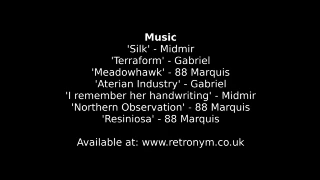 Music
'Silk' - Midmir
'Terraform' - Gabriel
'Meadowhawk' - 88 Marquis
'Aterian Industry' - Gabriel
'I remember her handwriting' - Midmir
'Northern Observation' - 88 Marquis
'Resiniosa' - 88 Marquis
Available at: www.retronym.co.uk